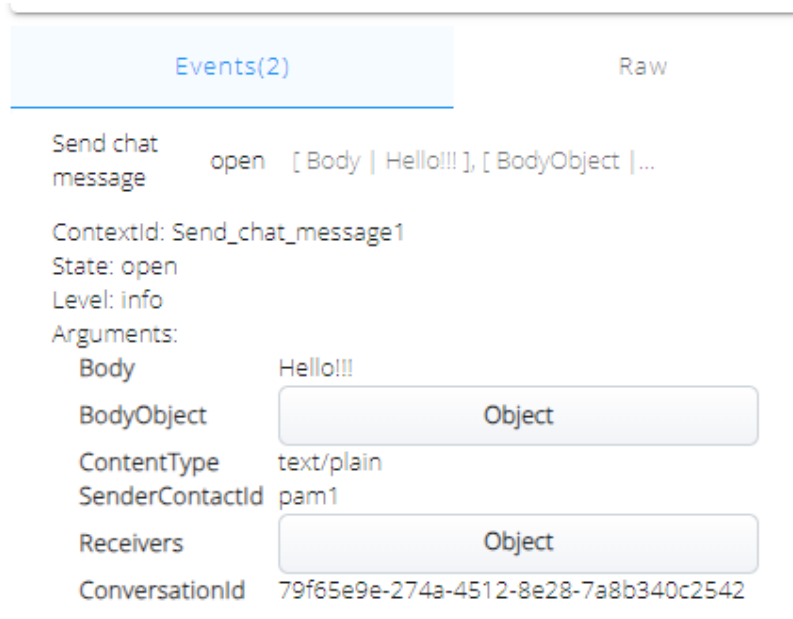 Events(2) Raw
Send chat message open [ Body | Hello!!! ], [ BodyObject |...
ContextId: Send_chat_message1
State: open
Level: info
Arguments:
Body Hello!!!
BodyObject Object
ContentType text/plain
SenderContactId pam1
Receivers Object
ConversationId 79f65e9e-274a-4512-8e28-7a8b340c2542